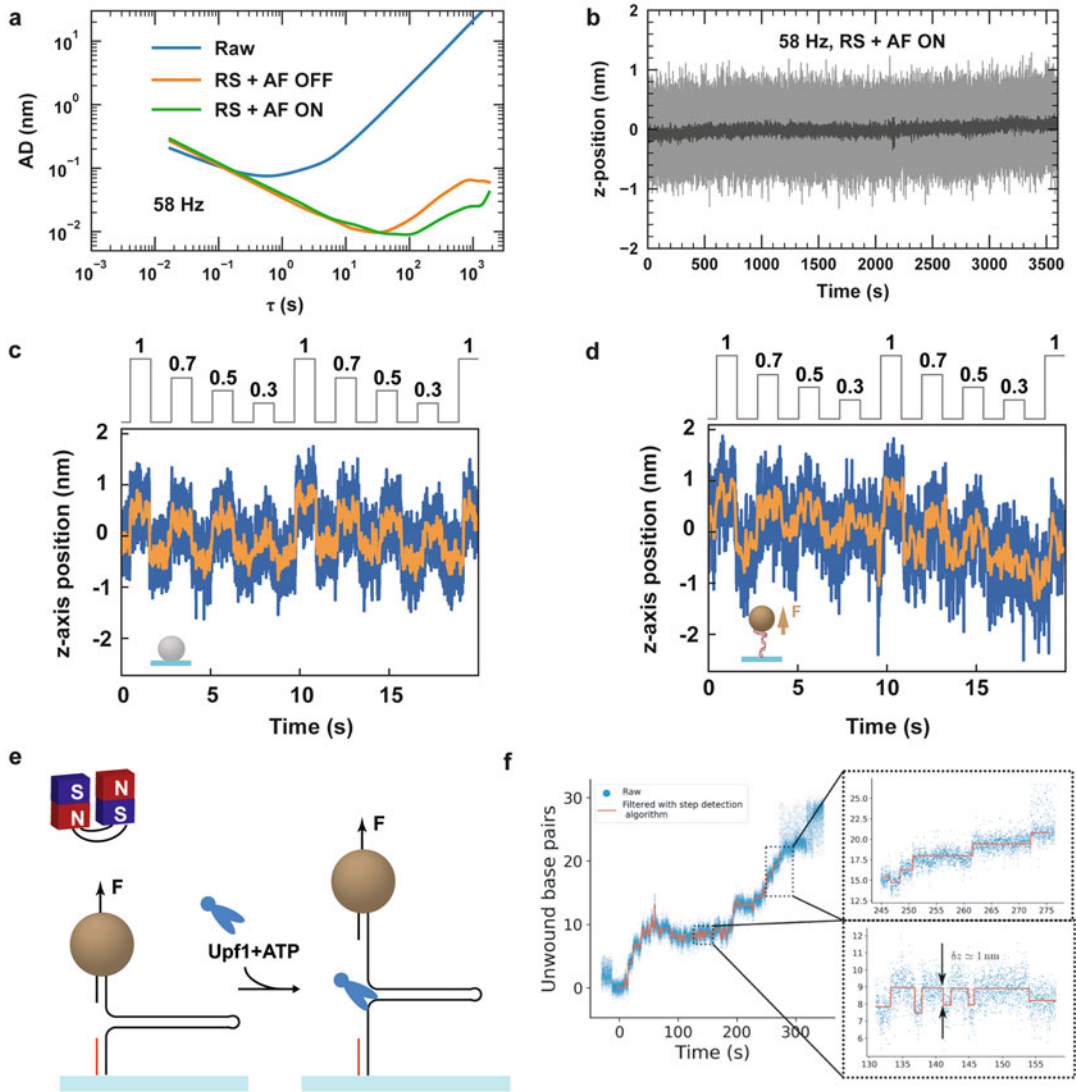 a
10¹
10⁰
10⁻¹
10⁻²
AD (nm)
Raw
RS + AF OFF
RS + AF ON
58 Hz
10⁻³ 10⁻² 10⁻¹ 10⁰ 10¹ 10² 10³
τ (s)
b
2
1
0
−1
−2
z-position (nm)
58 Hz, RS + AF ON
0 500 1000 1500 2000 2500 3000 3500
Time (s)
c
1 0.7 0.5 0.3 1 0.7 0.5 0.3 1
2
1
0
-1
-2
z-axis position (nm)
0 5 10 15
Time (s)
d
1 0.7 0.5 0.3 1 0.7 0.5 0.3 1
2
1
0
-1
-2
z-axis position (nm)
F
0 5 10 15
Time (s)
e
S N
N S
F
Upf1+ATP
F
f
Raw
Filtered with step detection
algorithm
30
20
10
0
Unwound base pairs
0 100 200 300
Time (s)
25.0
22.5
20.0
17.5
15.0
12.5
245 250 255 260 265 270 275
12
11
10
9
8
7
6
δz ≃ 1 nm
130 135 140 145 150 155